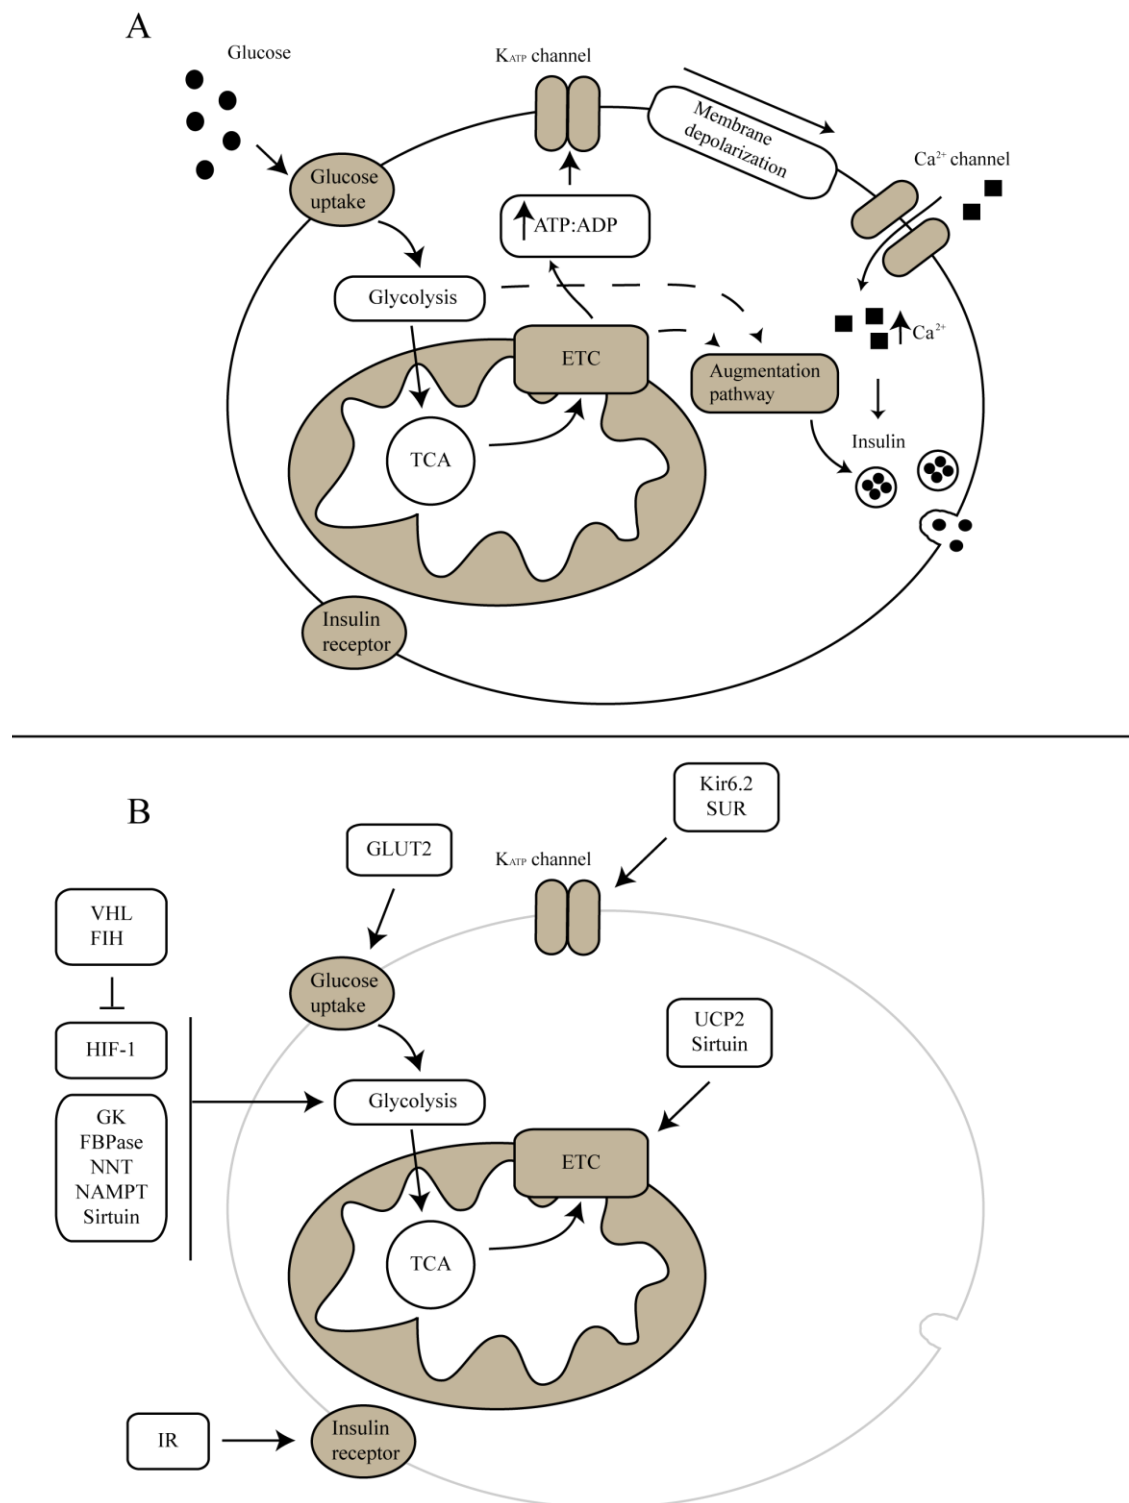 A
Glucose
KATP channel
Membrane
depolarization
Ca²⁺ channel
Glucose
uptake
ATP:ADP
Glycolysis
Ca²⁺
ETC
Augmentation
pathway
Insulin
TCA
Insulin
receptor
B
Kir6.2
SUR
GLUT2
KATP channel
VHL
FIH
Glucose
uptake
UCP2
Sirtuin
HIF-1
Glycolysis
GK
FBPase
NNT
NAMPT
Sirtuin
ETC
TCA
IR
Insulin
receptor